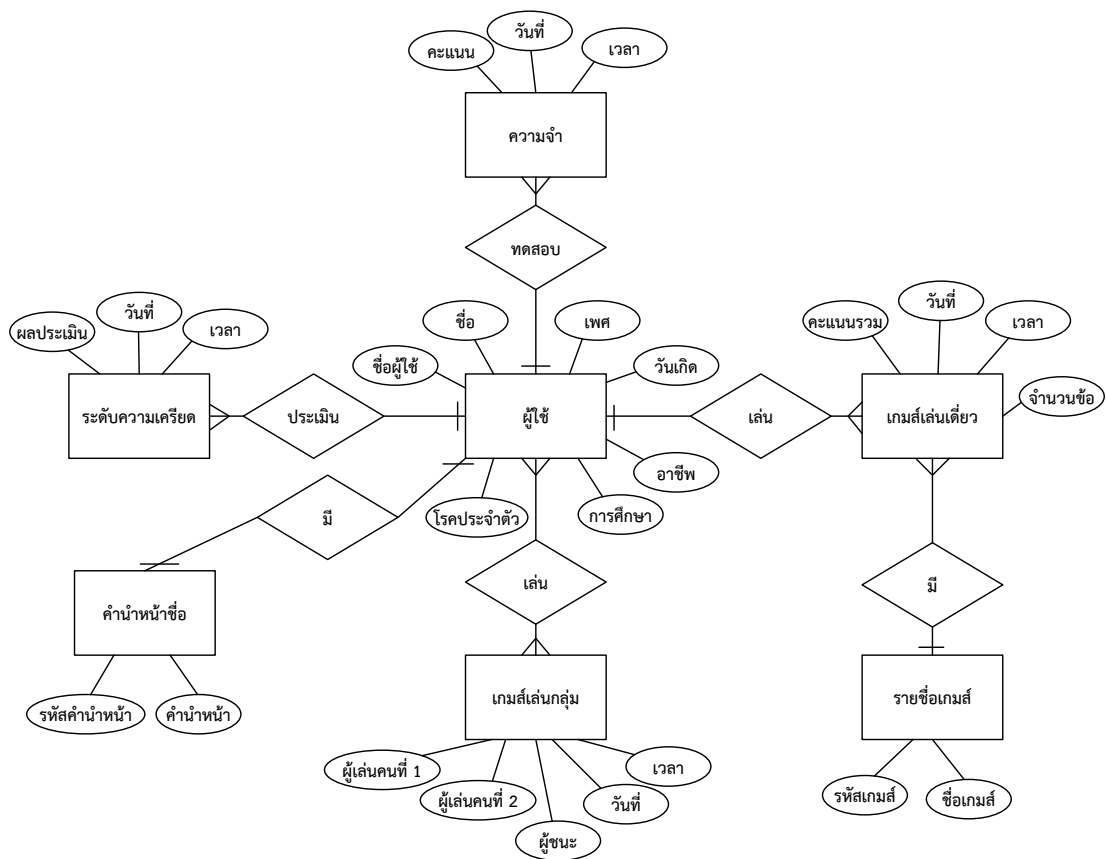 วันที่
คะแนน
เวลา
ความจำ
ทดสอบ
วันที่
ผลประเมิน
เวลา
ชื่อ
เพศ
วันที่
คะแนนรวม
เวลา
ชื่อผู้ใช้
วันเกิด
ระดับความเครียด
ประเมิน
ผู้ใช้
เล่น
เกมส์เล่นเดี่ยว
จำนวนข้อ
อาชีพ
มี
โรคประจำตัว
การศึกษา
เล่น
มี
คำนำหน้าชื่อ
เกมส์เล่นกลุ่ม
รายชื่อเกมส์
รหัสคำนำหน้า
คำนำหน้า
ผู้เล่นคนที่ 1
เวลา
ผู้เล่นคนที่ 2
วันที่
ผู้ชนะ
รหัสเกมส์
ชื่อเกมส์